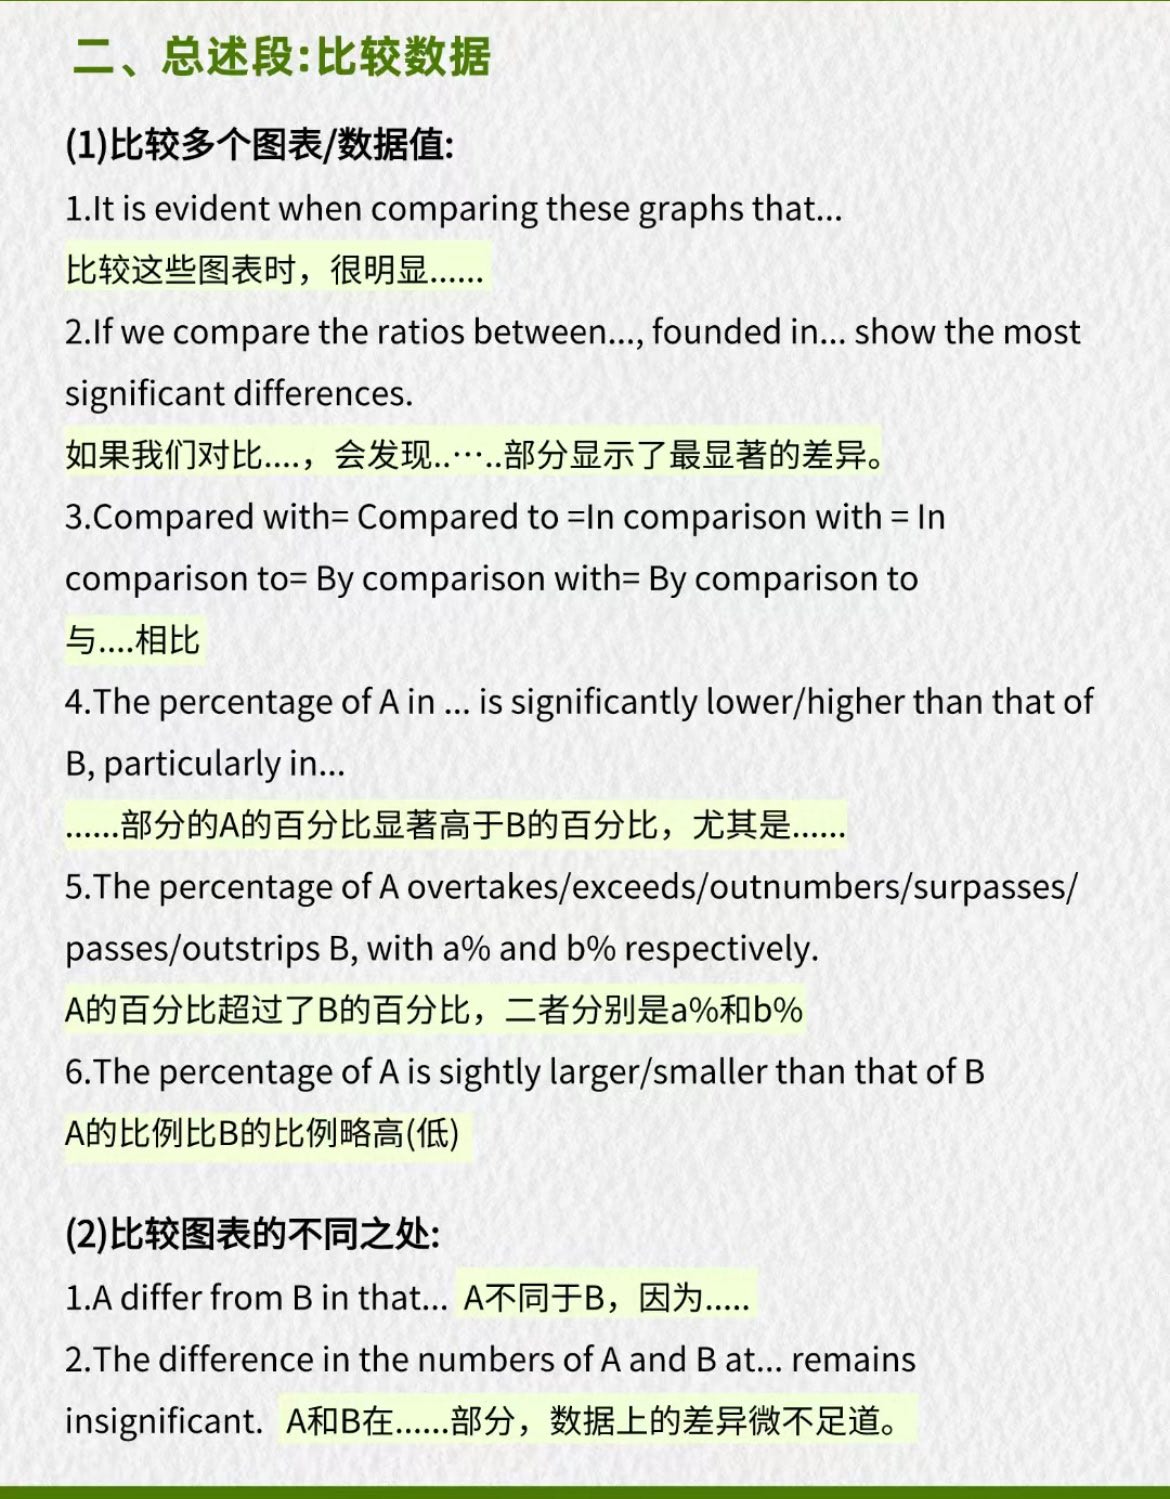 二、总述段:比较数据
(1)比较多个图表/数据值:
1.It is evident when comparing these graphs that...
比较这些图表时，很明显......
2.If we compare the ratios between..., founded in... show the most
significant differences.
如果我们对比....，会发现..…..部分显示了最显著的差异。
3.Compared with= Compared to =In comparison with = In
comparison to= By comparison with= By comparison to
与....相比
4.The percentage of A in ... is significantly lower/higher than that of
B, particularly in...
......部分的A的百分比显著高于B的百分比，尤其是......
5.The percentage of A overtakes/exceeds/outnumbers/surpasses/
passes/outstrips B, with a% and b% respectively.
A的百分比超过了B的百分比，二者分别是a%和b%
6.The percentage of A is sightly larger/smaller than that of B
A的比例比B的比例略高(低)
(2)比较图表的不同之处:
1.A differ from B in that... A不同于B，因为.....
2.The difference in the numbers of A and B at... remains
insignificant. A和B在......部分，数据上的差异微不足道。